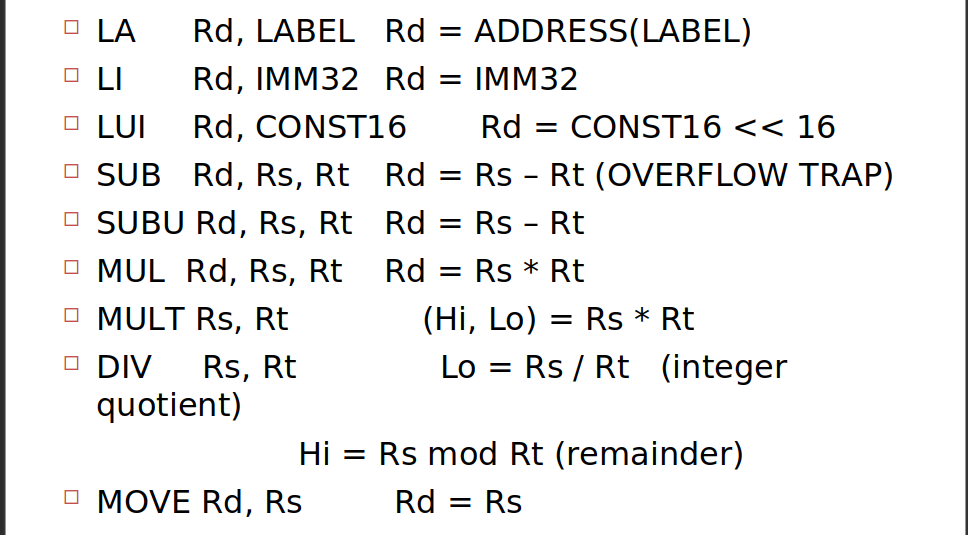 LA Rd, LABEL Rd = ADDRESS(LABEL)
LI Rd, IMM32 Rd = IMM32
LUI Rd, CONST16 Rd = CONST16 << 16
SUB Rd, Rs, Rt Rd = Rs – Rt (OVERFLOW TRAP)
SUBU Rd, Rs, Rt Rd = Rs – Rt
MUL Rd, Rs, Rt Rd = Rs * Rt
MULT Rs, Rt (Hi, Lo) = Rs * Rt
DIV Rs, Rt Lo = Rs / Rt (integer
quotient)
Hi = Rs mod Rt (remainder)
MOVE Rd, Rs Rd = Rs